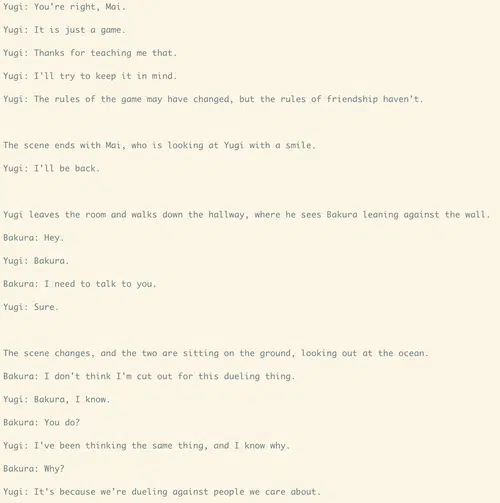 Yugi: You're right, Mai.
Yugi: It is just a game.
Yugi: Thanks for teaching me that.
Yugi: I'll try to keep it in mind.
Yugi: The rules of the game may have changed, but the rules of friendship haven't.
The scene ends with Mai, who is looking at Yugi with a smile.
Yugi: I'll be back.
Yugi leaves the room and walks down the hallway, where he sees Bakura leaning against the wall.
Bakura: Hey.
Yugi: Bakura.
Bakura: I need to talk to you.
Yugi: Sure.
The scene changes, and the two are sitting on the ground, looking out at the ocean.
Bakura: I don't think I'm cut out for this dueling thing.
Yugi: Bakura, I know.
Bakura: You do?
Yugi: I've been thinking the same thing, and I know why.
Bakura: Why?
Yugi: It's because we're dueling against people we care about.